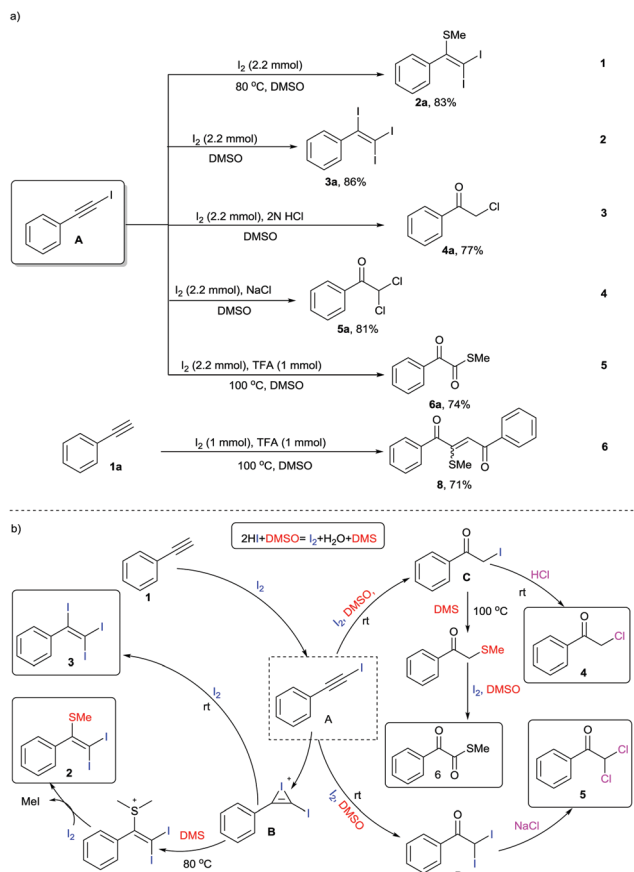 a)
SMe
I
I
I₂ (2.2 mmol)
80 °C, DMSO
2a, 83%
1
I
I
I
I₂ (2.2 mmol)
DMSO
3a, 86%
2
I
A
I₂ (2.2 mmol), 2N HCl
DMSO
O
Cl
4a, 77%
3
I₂ (2.2 mmol), NaCl
DMSO
O
Cl
Cl
5a, 81%
4
I₂ (2.2 mmol), TFA (1 mmol)
100 °C, DMSO
O
SMe
O
6a, 74%
5
1a
I₂ (1 mmol), TFA (1 mmol)
100 °C, DMSO
O
SMe
O
8, 71%
6
b)
2HI+DMSO= I₂+H₂O+DMS
1
I₂
O
I
C
HCl
rt
I₂, DMSO,
rt
DMS
100 °C
O
Cl
4
I
I
I
3
I₂
rt
I
A
O
SMe
I₂, DMSO
O
SMe
6
O
SMe
I
I
2
MeI
I₂
S⁺
I
I
DMS
80 °C
I⁺
I
B
I₂, DMSO
rt
O
I
I
NaCl
O
Cl
Cl
5